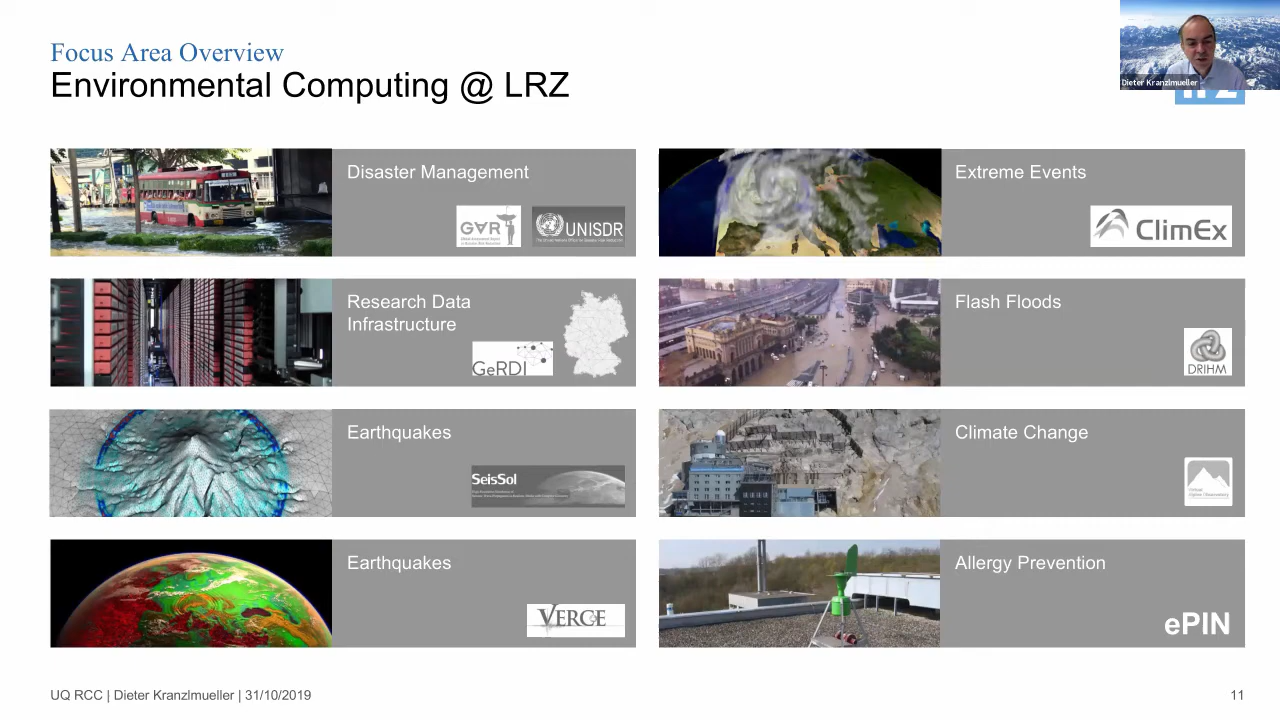 Focus Area Overview
Environmental Computing @ LRZ
Dieter Kranzlmueller
Disaster Management
GAR
UNISDR
Extreme Events
ClimEx
Research Data
Infrastructure
GeRDI
Flash Floods
DRIHM
Earthquakes
SeisSol
Climate Change
Earthquakes
VERCE
Allergy Prevention
ePIN
UQ RCC | Dieter Kranzlmueller | 31/10/2019
11